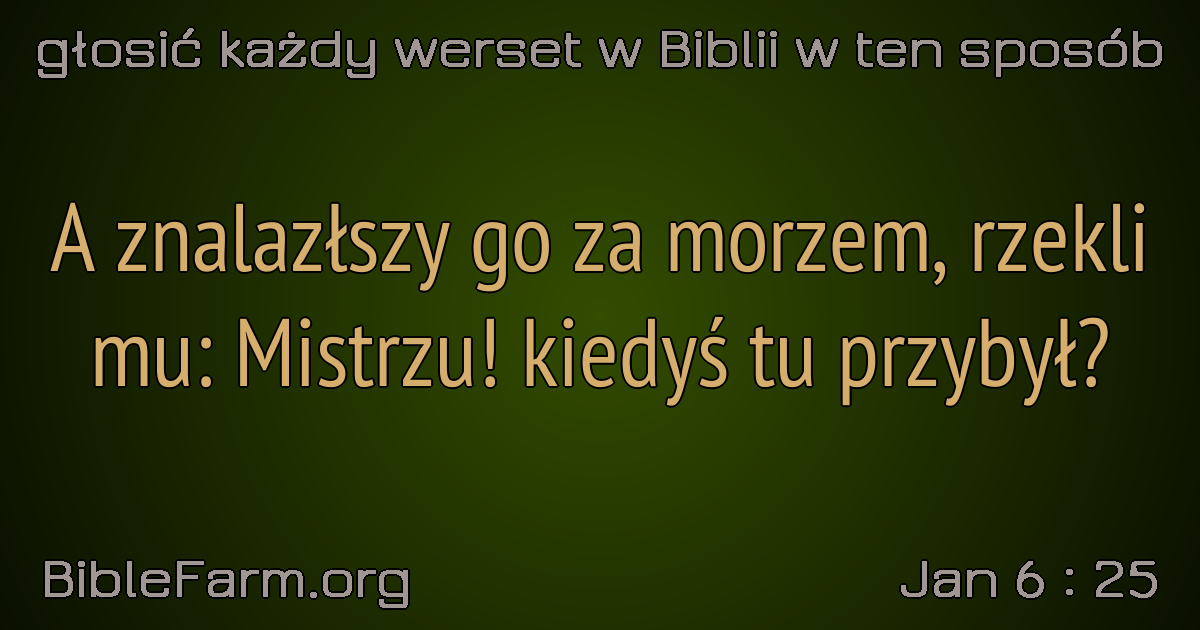 głosić każdy werset w Biblii w ten sposób
A znalazłszy go za morzem, rzekli
mu: Mistrzu! kiedyś tu przybył?
BibleFarm.org
Jan 6 : 25